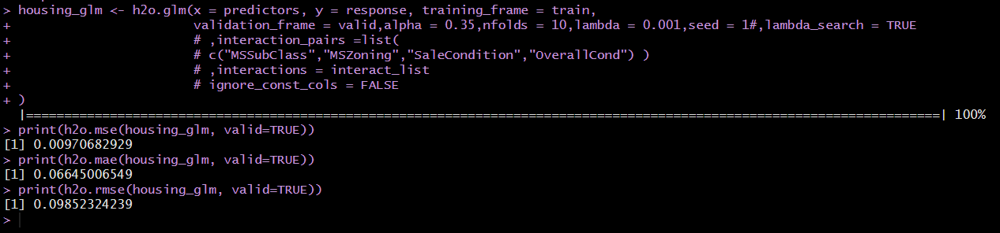 > housing_glm <- h2o.glm(x = predictors, y = response, training_frame = train,
+                        validation_frame = valid,alpha = 0.35,nfolds = 10,lambda = 0.001,seed = 1#,lambda_search = TRUE
+                        # ,interaction_pairs =list(
+                        # c("MSSubClass","MSZoning","SaleCondition","OverallCond") )
+                        # ,interactions = interact_list
+                        # ignore_const_cols = FALSE
+ )
|======================================================================================================================| 100%
> print(h2o.mse(housing_glm, valid=TRUE))
[1] 0.00970682929
> print(h2o.mae(housing_glm, valid=TRUE))
[1] 0.06645006549
> print(h2o.rmse(housing_glm, valid=TRUE))
[1] 0.09852324239
>